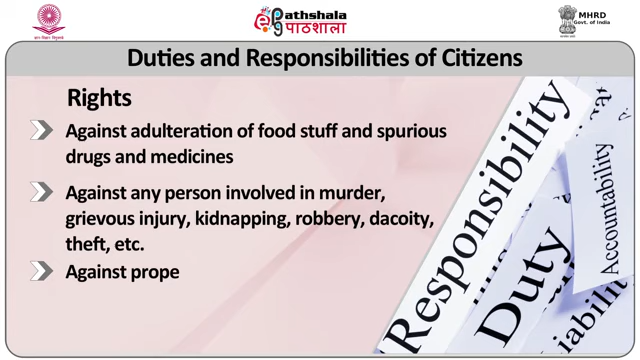 ePathshala
पाठशाला
MHRD
Govt. of India
Duties and Responsibilities of Citizens
Rights
Against adulteration of food stuff and spurious
drugs and medicines
Against any person involved in murder,
grievous injury, kidnapping, robbery, dacoity,
theft, etc.
Against prope
Responsibility
Duty
Accountability